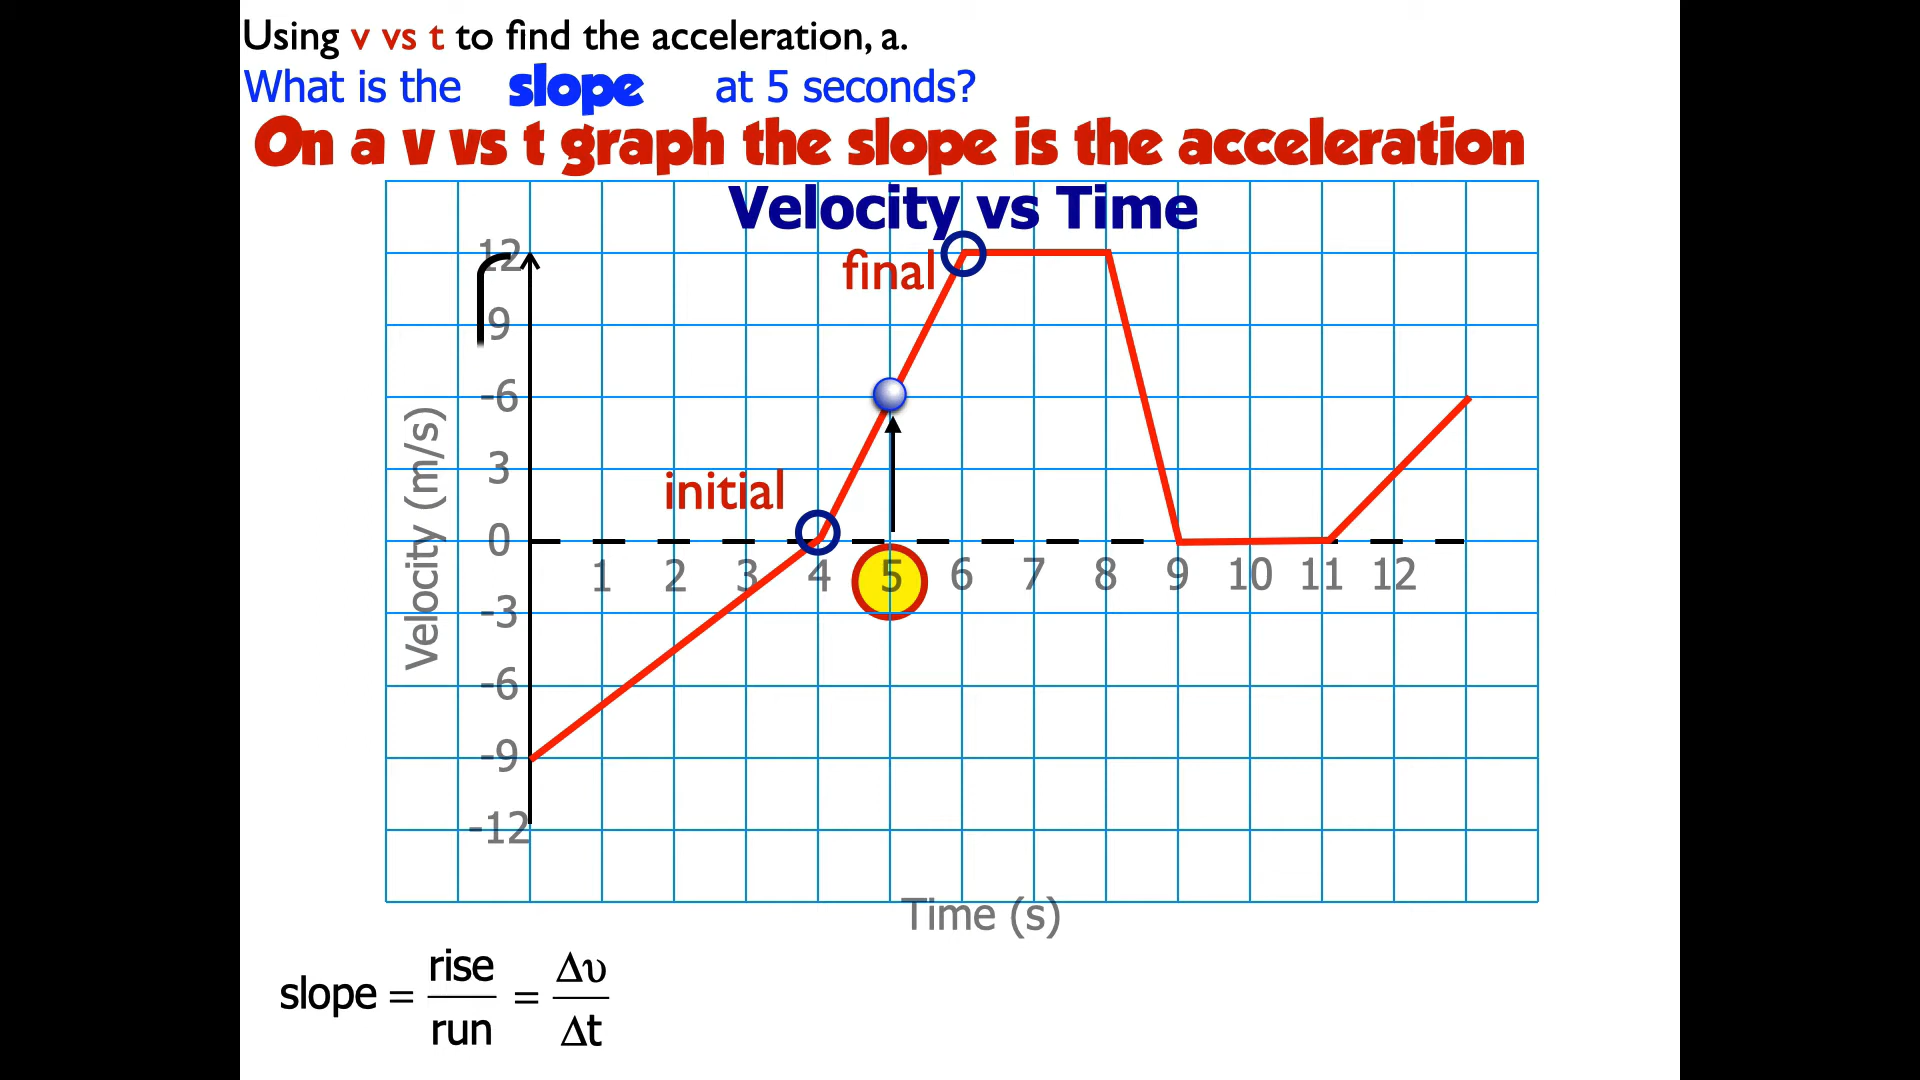 Using v vs t to find the acceleration, a.
What is the slope at 5 seconds?
On a v vs t graph the slope is the acceleration
Velocity vs Time
12
final
9
-6
initial
3
0
1 2 3 4 5 6 7 8 9 10 11 12
-3
-6
-9
-12
Velocity (m/s)
Time (s)
slope = rise / run = Δυ / Δt